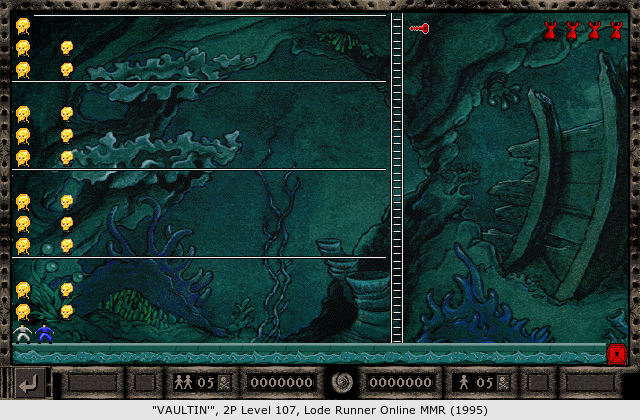 05 0000000 0000000 05
"VAULTIN'", 2P Level 107, Lode Runner Online MMR (1995)